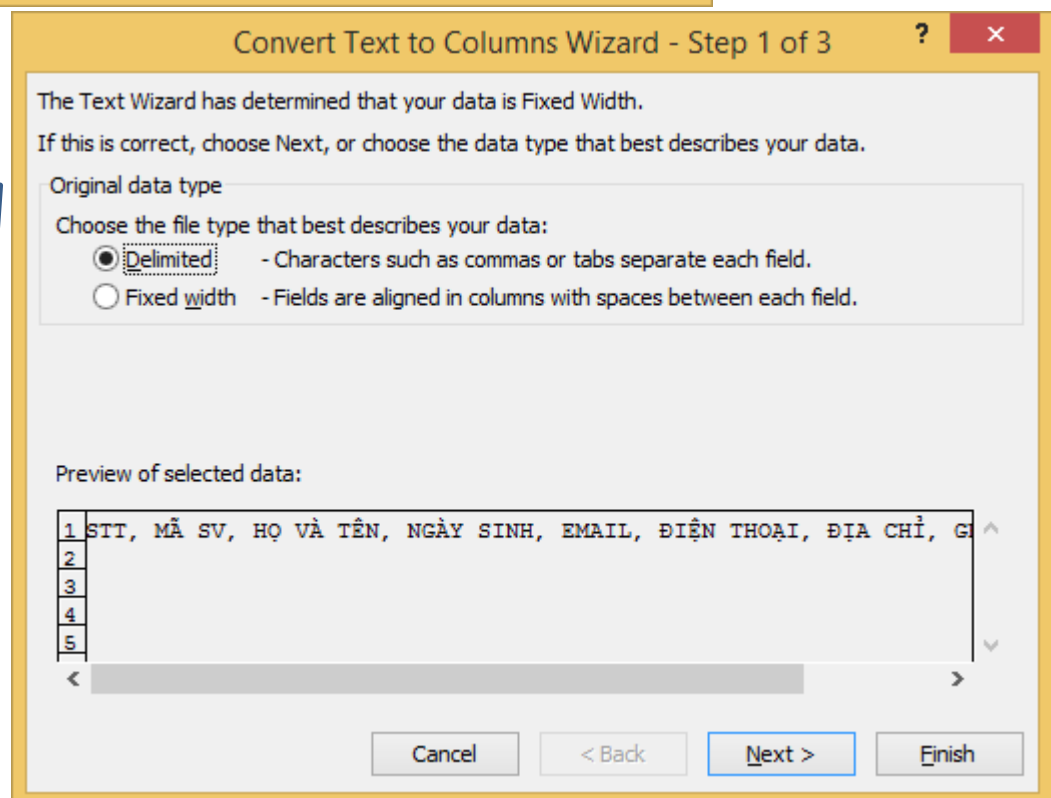 Convert Text to Columns Wizard - Step 1 of 3 ? ×
The Text Wizard has determined that your data is Fixed Width.
If this is correct, choose Next, or choose the data type that best describes your data.
Original data type
Choose the file type that best describes your data:
Delimited - Characters such as commas or tabs separate each field.
Fixed width - Fields are aligned in columns with spaces between each field.
Preview of selected data:
1 STT, MÃ SV, HỌ VÀ TÊN, NGÀY SINH, EMAIL, ĐIỆN THOẠI, ĐỊA CHỈ,
2
3
4
5
Cancel < Back Next > Finish